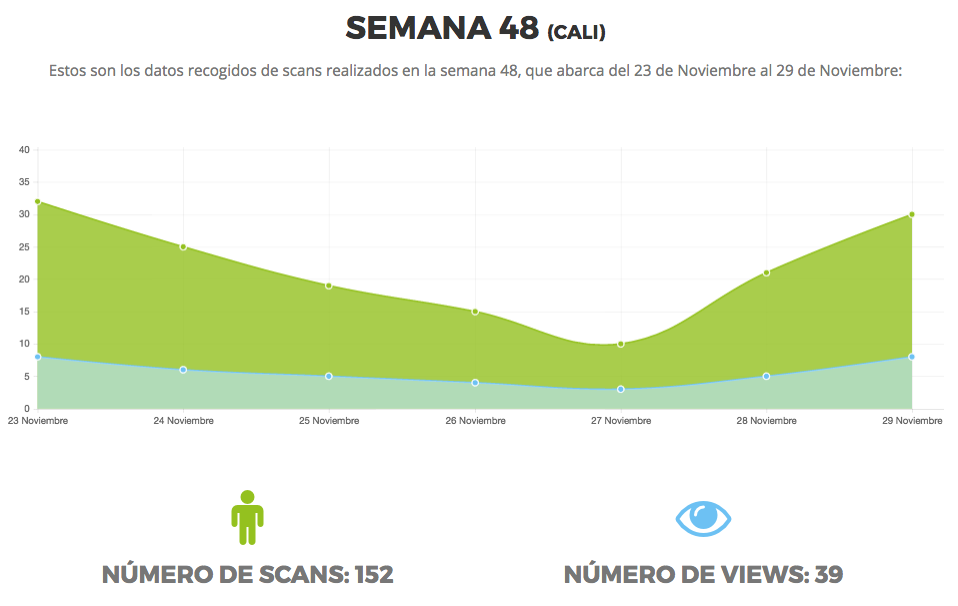 SEMANA 48 (CALI)
Estos son los datos recogidos de scans realizados en la semana 48, que abarca del 23 de Noviembre al 29 de Noviembre:
40
35
30
25
20
15
10
5
0
23 Noviembre 24 Noviembre 25 Noviembre 26 Noviembre 27 Noviembre 28 Noviembre 29 Noviembre
NÚMERO DE SCANS: 152 NÚMERO DE VIEWS: 39